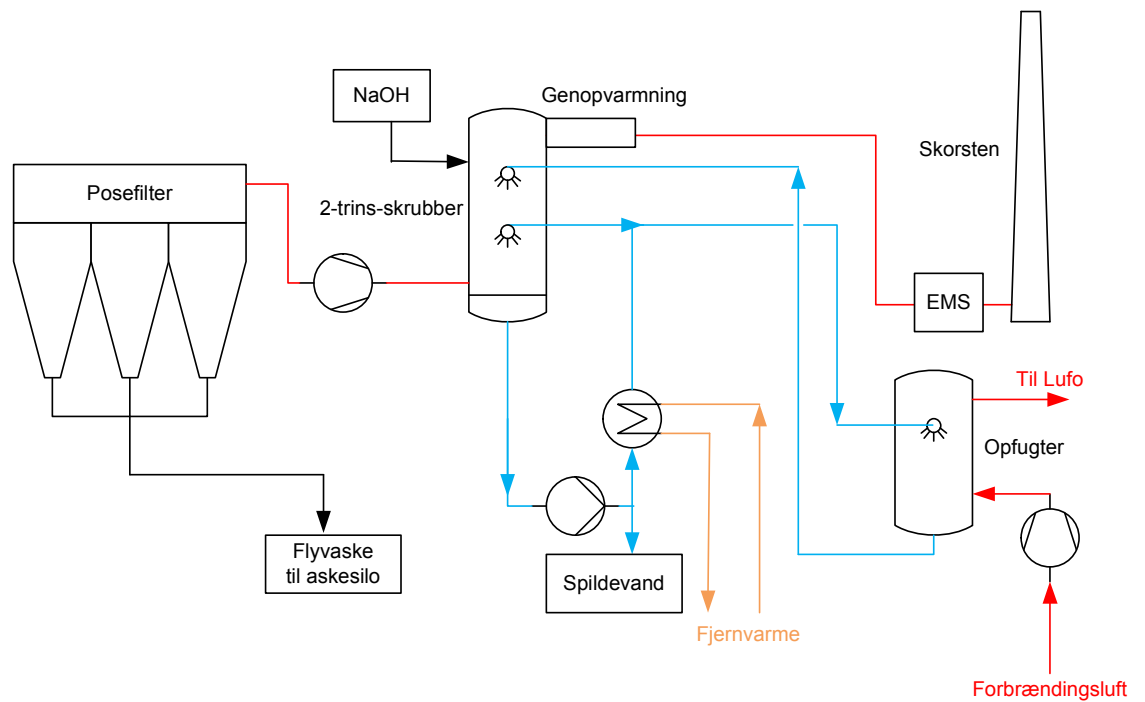 NaOH
Genopvarmning
Skorsten
Posefilter
2-trins-skrubber
EMS
Til Lufo
Opfugter
Flyvaske
til askesilo
Spildevand
Fjernvarme
Forbrændingsluft